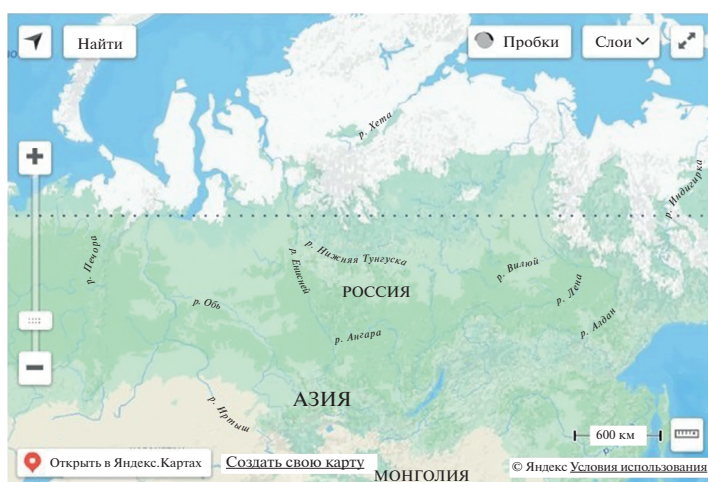 Найти
Пробки
Слои
р. Хета
р. Индигирка
р. Печора
р. Нижняя Тунгуска
р. Енисей
р. Вилюй
р. Обь
РОССИЯ
р. Лена
р. Ангара
р. Алдан
АЗИЯ
р. Иртыш
600 км
р.
Открыть в Яндекс.Картах
Создать свою карту
© Яндекс Условия использования
МОНГОЛИЯ